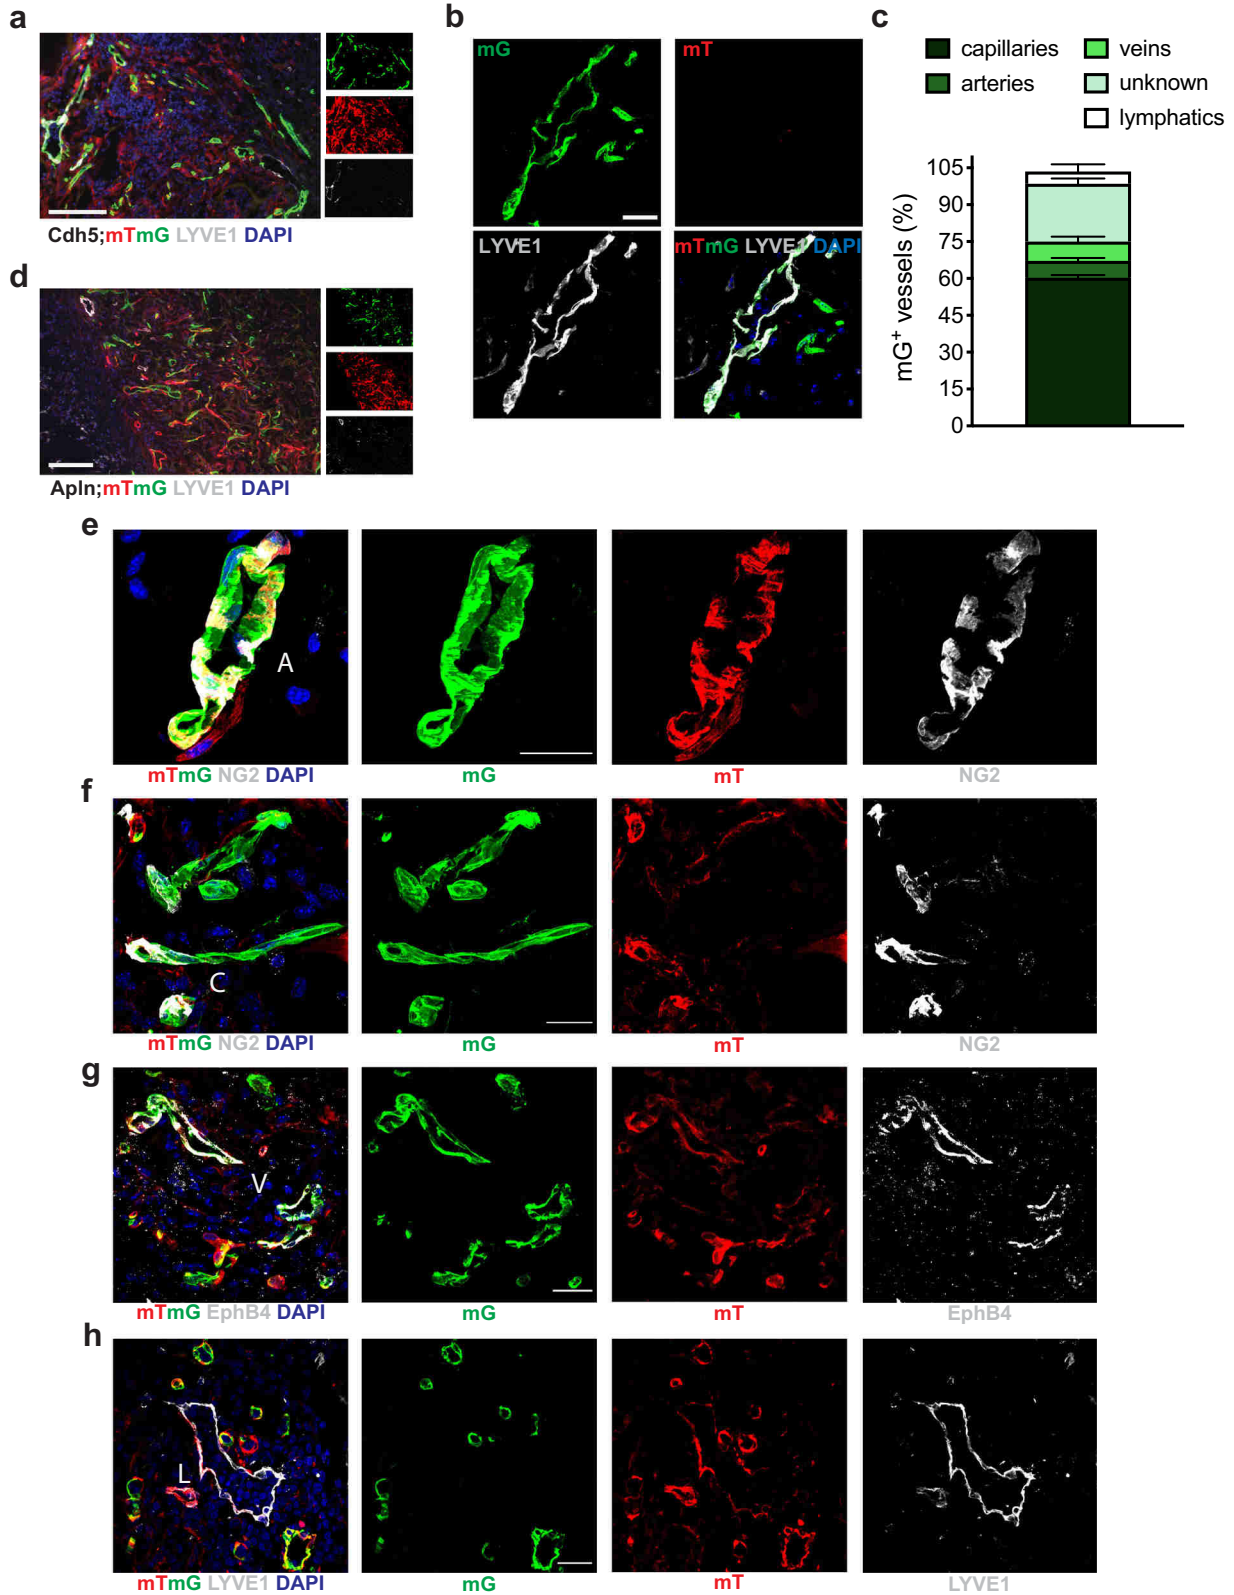 a
Cdh5;mTmG LYVE1 DAPI
b
mG
mT
LYVE1
mTmG LYVE1 DAPI
c
capillaries
arteries
veins
unknown
lymphatics
mG+ vessels (%)
105
90
75
60
45
30
15
0
d
Apln;mTmG LYVE1 DAPI
e
A
mTmG NG2 DAPI
mG
mT
NG2
f
C
mTmG NG2 DAPI
mG
mT
NG2
g
V
mTmG EphB4 DAPI
mG
mT
EphB4
h
L
mTmG LYVE1 DAPI
mG
mT
LYVE1